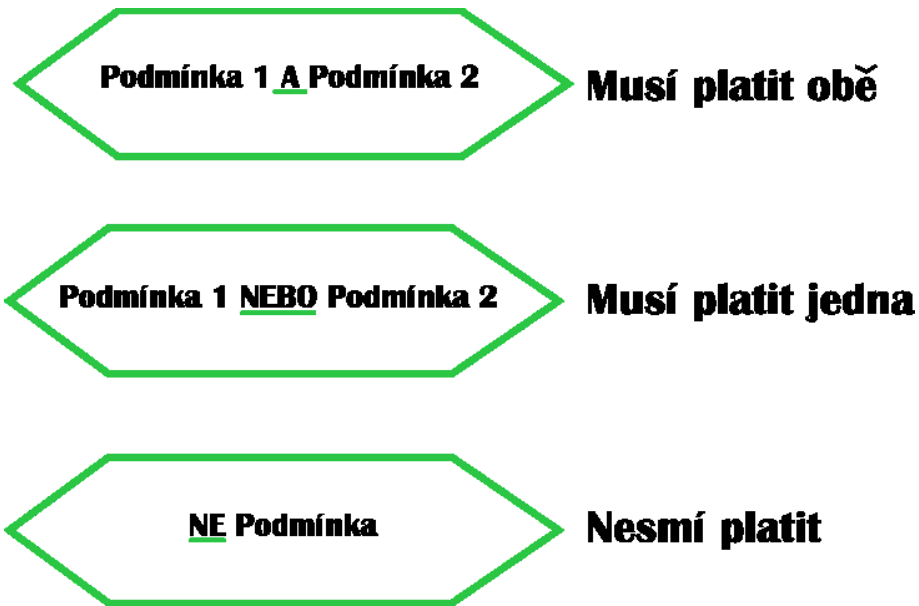 Podmínka 1 A Podmínka 2
Musí platit obě
Podmínka 1 NEBO Podmínka 2
Musí platit jedna
NE Podmínka
Nesmí platit